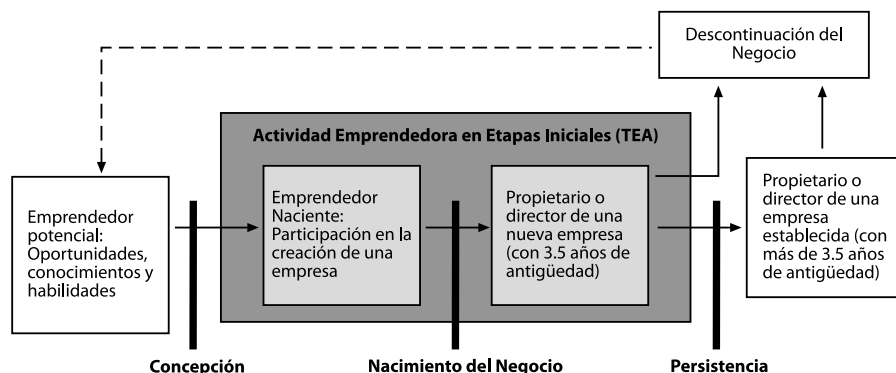 Descontinuación del
Negocio
Actividad Emprendedora en Etapas Iniciales (TEA)
Emprendedor
potencial:
Oportunidades,
conocimientos y
habilidades
Emprendedor
Naciente:
Participación en la
creación de una
empresa
Propietario o
director de una
nueva empresa
(con 3.5 años de
antigüedad)
Propietario o
director de una
empresa
establecida (con
más de 3.5 años
de antigüedad)
Concepción
Nacimiento del Negocio
Persistencia